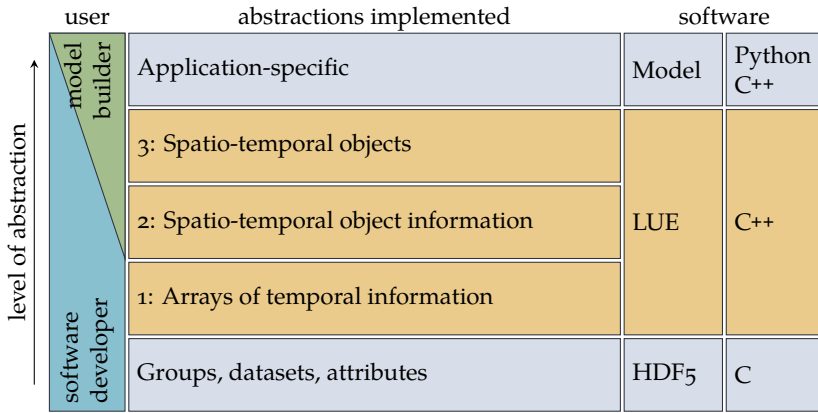 user abstractions implemented software
level of abstraction
model
builder
software
developer
Application-specific Model Python
C++
3: Spatio-temporal objects
2: Spatio-temporal object information LUE C++
1: Arrays of temporal information
Groups, datasets, attributes HDF5 C